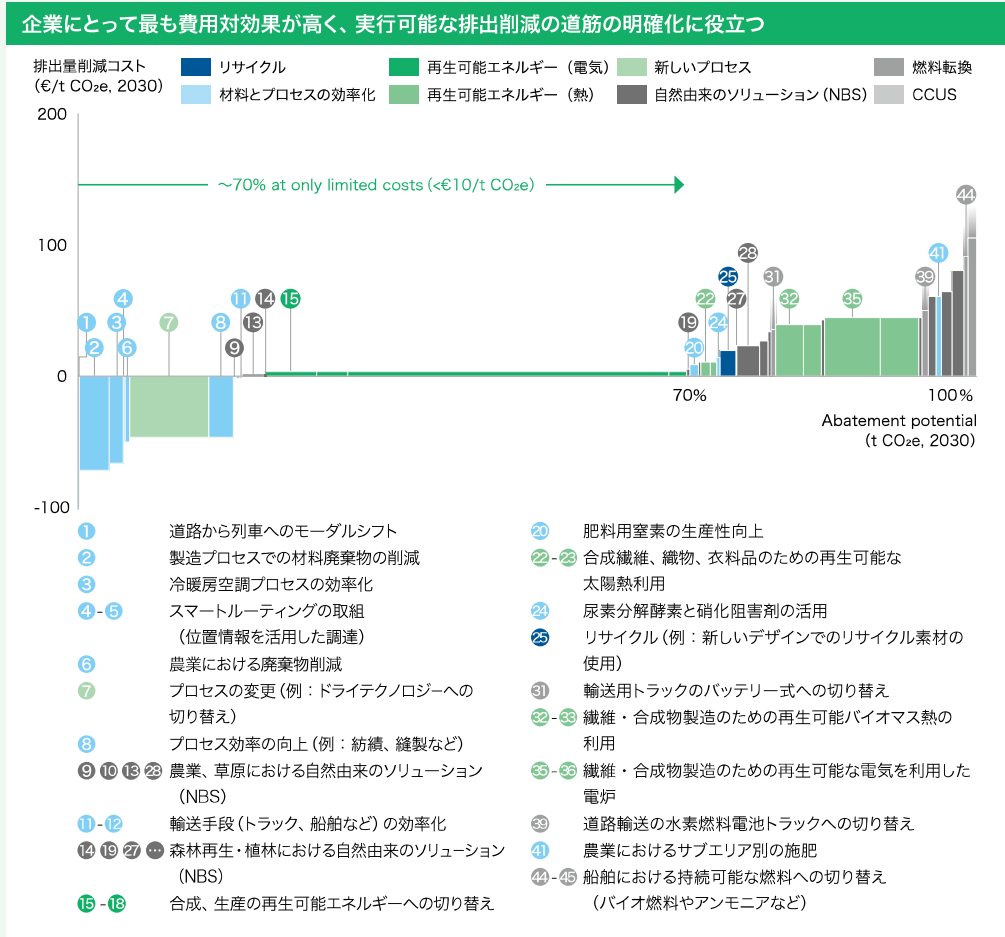 企業にとって最も費用対効果が高く、実行可能な排出削減の道筋の明確化に役立つ
排出量削減コスト
(€/t CO₂e, 2030)
リサイクル
材料とプロセスの効率化
再生可能エネルギー（電気）
再生可能エネルギー（熱）
新しいプロセス
自然由来のソリューション（NBS）
燃料転換
CCUS
200
100
0
-100
～70% at only limited costs (<€10/t CO₂e)
1
2
3
4
6
7
8
9
11
13
14
15
19
20
22
24
25
27
28
31
32
35
39
41
44
70%
100%
Abatement potential
(t CO₂e, 2030)
1 道路から列車へのモーダルシフト
2 製造プロセスでの材料廃棄物の削減
3 冷暖房空調プロセスの効率化
4 - 5 スマートルーティングの取組
（位置情報を活用した調達）
6 農業における廃棄物削減
7 プロセスの変更（例：ドライテクノロジーへの
切り替え）
8 プロセス効率の向上（例：紡績、縫製など）
9 10 13 28 農業、草原における自然由来のソリューション
（NBS）
11 - 12 輸送手段（トラック、船舶など）の効率化
14 19 27 … 森林再生・植林における自然由来のソリューション
（NBS）
15 - 18 合成、生産の再生可能エネルギーへの切り替え
20 肥料用窒素の生産性向上
22 - 23 合成繊維、織物、衣料品のための再生可能な
太陽熱利用
24 尿素分解酵素と硝化阻害剤の活用
25 リサイクル（例：新しいデザインでのリサイクル素材の
使用）
31 輸送用トラックのバッテリー式への切り替え
32 - 33 繊維・合成物製造のための再生可能バイオマス熱の
利用
35 - 36 繊維・合成物製造のための再生可能な電気を利用した
電炉
39 道路輸送の水素燃料電池トラックへの切り替え
41 農業におけるサブエリア別の施肥
44 - 45 船舶における持続可能な燃料への切り替え
（バイオ燃料やアンモニアなど）